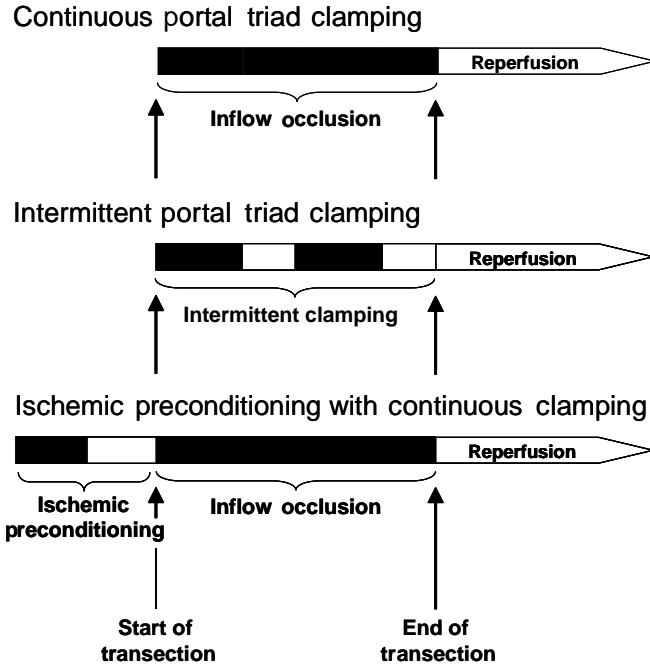 Continuous portal triad clamping
Reperfusion
Inflow occlusion
Intermittent portal triad clamping
Reperfusion
Intermittent clamping
Ischemic preconditioning with continuous clamping
Reperfusion
Ischemic
preconditioning
Inflow occlusion
Start of
transection
End of
transection